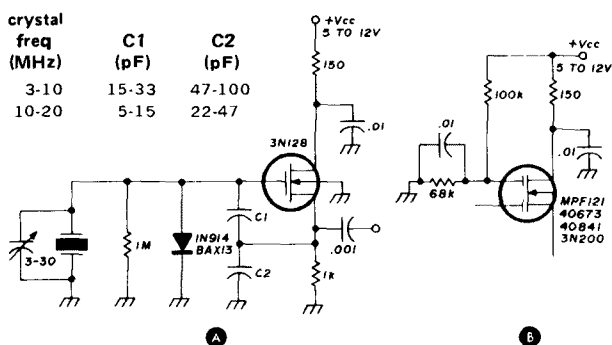 crystal
freq C1 C2
(MHz) (pF) (pF)
3-10 15-33 47-100
10-20 5-15 22-47
+Vcc
5 TO 12V
150
.01
3N128
C1
C2
.001
1k
3-30
1M
1N914
BAX13
A
+Vcc
5 TO 12V
100k
150
.01
.01
68k
MPF121
40673
40841
3N200
B